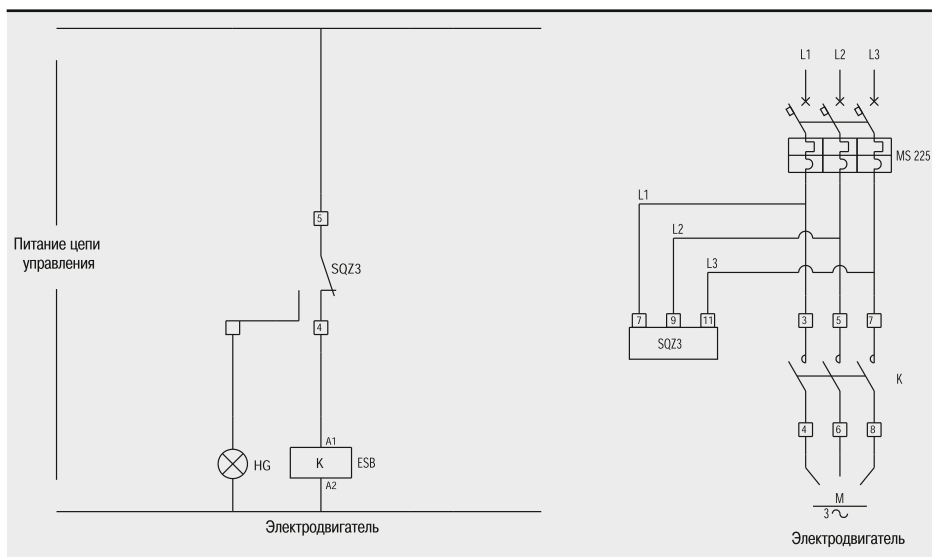 Питание цепи
управления
5
SQZ3
4
HG
A1
K
ESB
A2
Электродвигатель
L1 L2 L3
MS 225
L1
L2
L3
7 9 11
SQZ3
3 5 7
K
4 6 8
M
3
Электродвигатель